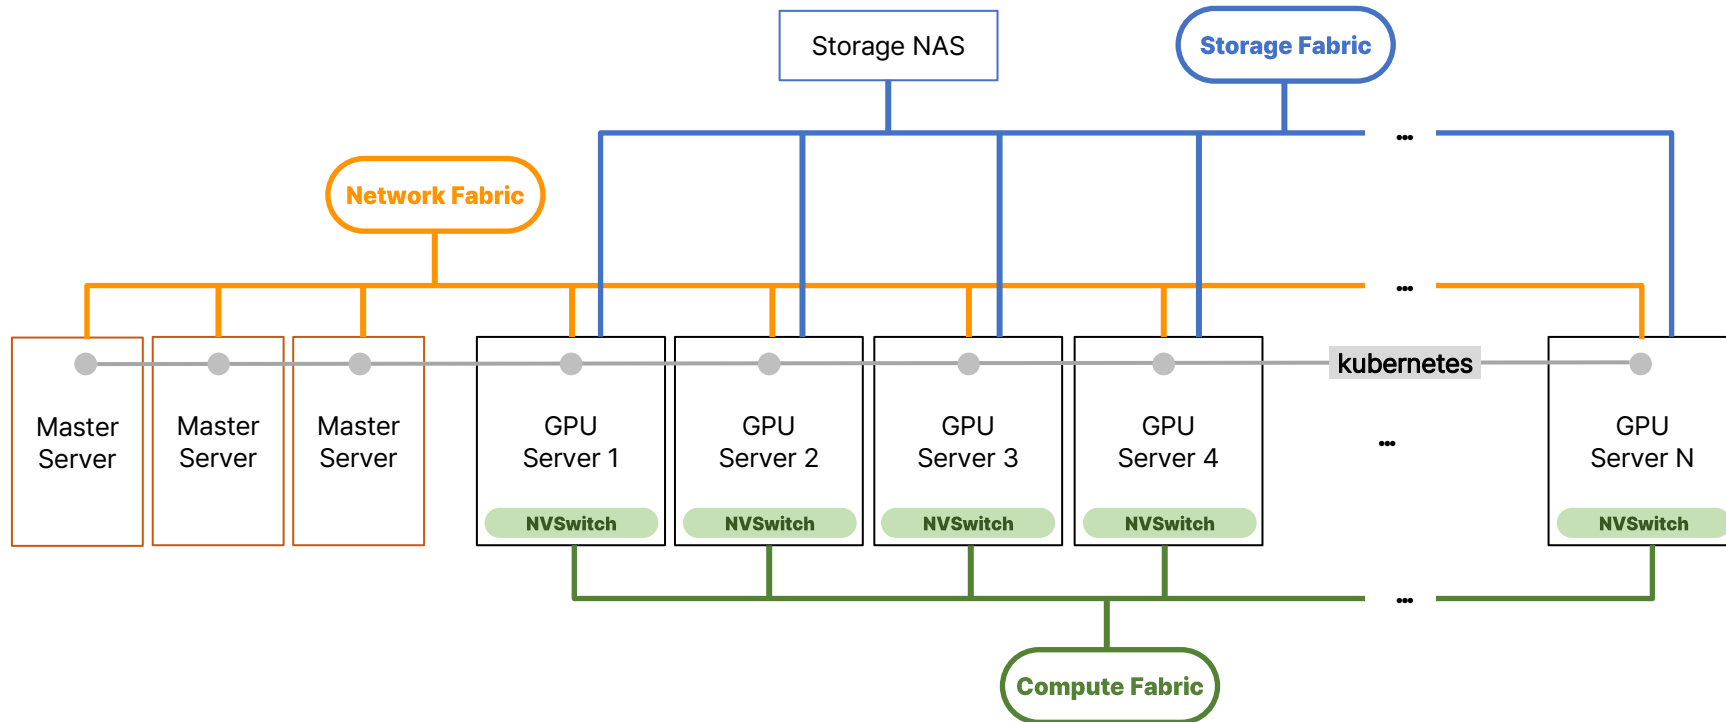 Storage NAS
Storage Fabric
...
Network Fabric
...
kubernetes
Master
Server
Master
Server
Master
Server
GPU
Server 1
GPU
Server 2
GPU
Server 3
GPU
Server 4
...
GPU
Server N
NVSwitch
NVSwitch
NVSwitch
NVSwitch
NVSwitch
...
Compute Fabric